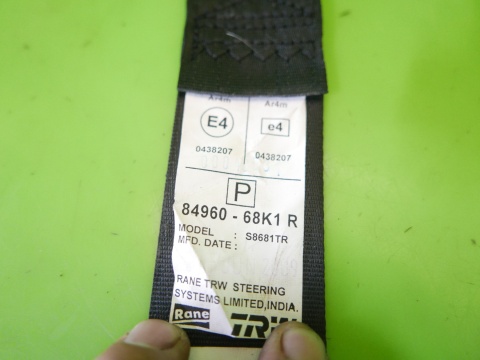 Ar4m Ar4m
E4 e4
0438207 0438207
P
84960 - 68K1 R
MODEL : S8681TR
MFD. DATE :
RANE TRW STEERING
SYSTEMS LIMITED, INDIA.
Rane TRW